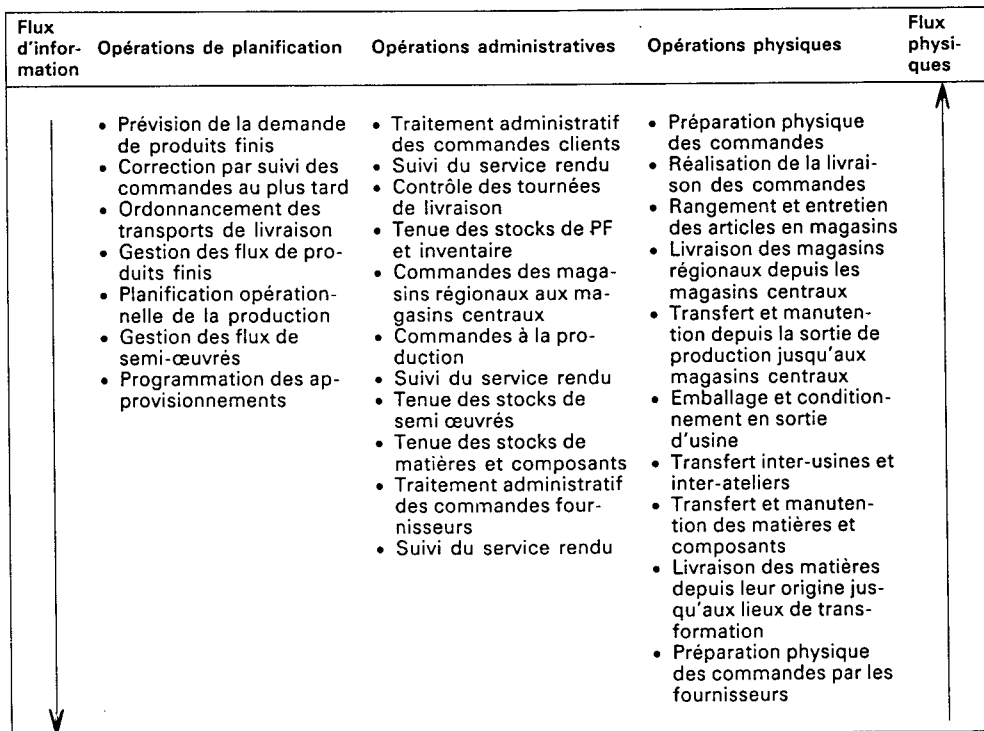 Flux
d'infor-
mation
Opérations de planification
Opérations administratives
Opérations physiques
Flux
physi-
ques
• Prévision de la demande
de produits finis
• Correction par suivi des
commandes au plus tard
• Ordonnancement des
transports de livraison
• Gestion des flux de pro-
duits finis
• Planification opération-
nelle de la production
• Gestion des flux de
semi-œuvrés
• Programmation des ap-
provisionnements
• Traitement administratif
des commandes clients
• Suivi du service rendu
• Contrôle des tournées
de livraison
• Tenue des stocks de PF
et inventaire
• Commandes des maga-
sins régionaux aux ma-
gasins centraux
• Commandes à la pro-
duction
• Suivi du service rendu
• Tenue des stocks de
semi œuvrés
• Tenue des stocks de
matières et composants
• Traitement administratif
des commandes four-
nisseurs
• Suivi du service rendu
• Préparation physique
des commandes
• Réalisation de la livrai-
son des commandes
• Rangement et entretien
des articles en magasins
• Livraison des magasins
régionaux depuis les
magasins centraux
• Transfert et manuten-
tion depuis la sortie de
production jusqu'aux
magasins centraux
• Emballage et condition-
nement en sortie
d'usine
• Transfert inter-usines et
inter-ateliers
• Transfert et manuten-
tion des matières et
composants
• Livraison des matières
depuis leur origine jus-
qu'aux lieux de trans-
formation
• Préparation physique
des commandes par les
fournisseurs